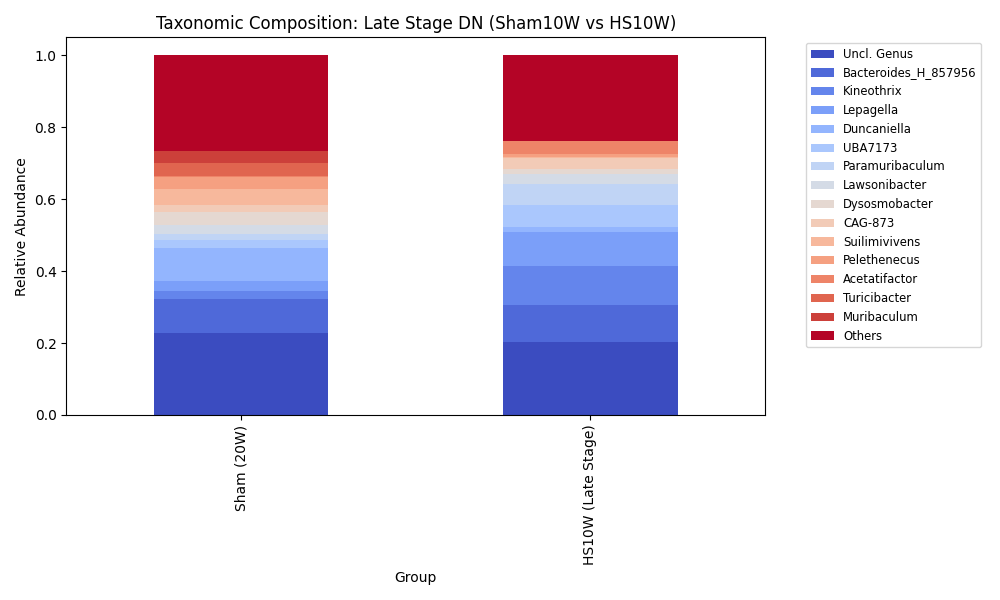 Taxonomic Composition: Late Stage DN (Sham10W vs HS10W)
Relative Abundance
1.0
0.8
0.6
0.4
0.2
0.0
Sham (20W)
HS10W (Late Stage)
Group
Uncl. Genus
Bacteroides_H_857956
Kineothrix
Lepagella
Duncaniella
UBA7173
Paramuribaculum
Lawsonibacter
Dysosmobacter
CAG-873
Suilimivivens
Pelethenecus
Acetatifactor
Turicibacter
Muribaculum
Others